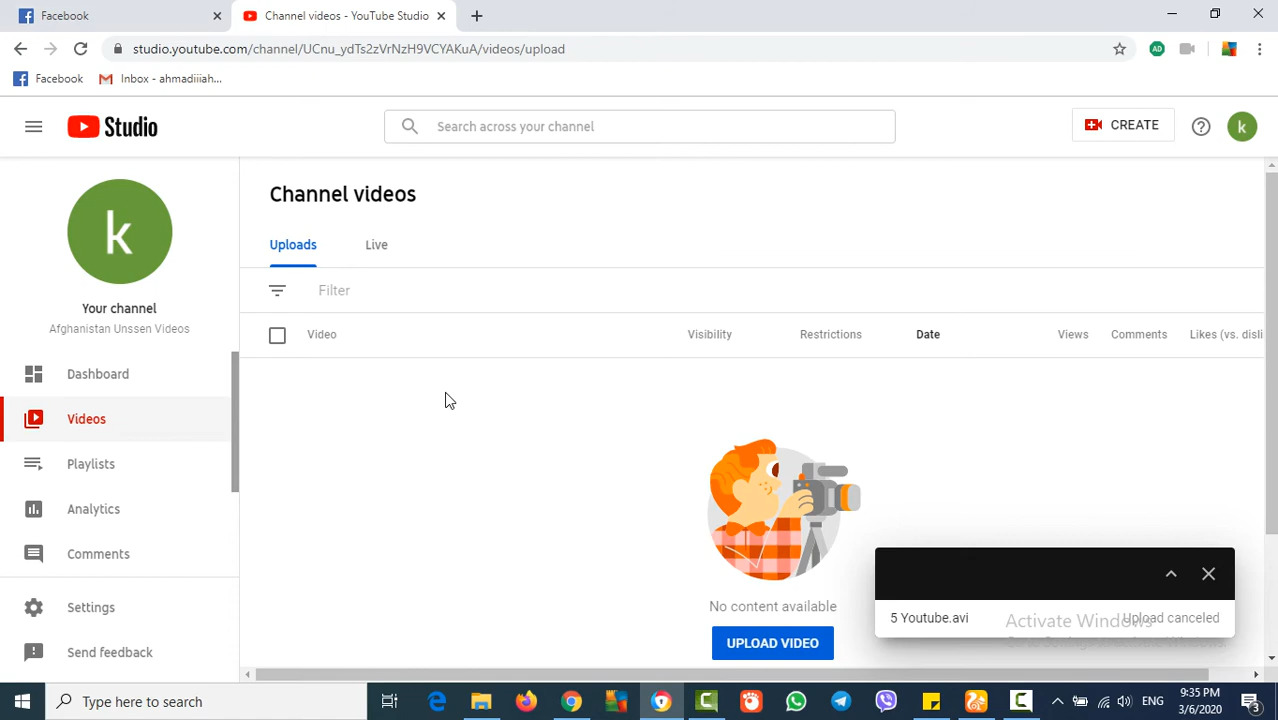 Facebook
Channel videos - YouTube Studio
studio.youtube.com/channel/UCnu_ydTs2zVrNzH9VCYAKuA/videos/upload
Facebook
Inbox - ahmadiiiah...
Studio
Search across your channel
CREATE
k
k
Your channel
Afghanistan Unssen Videos
Dashboard
Videos
Playlists
Analytics
Comments
Settings
Send feedback
Channel videos
Uploads
Live
Filter
Video
Visibility
Restrictions
Date
Views
Comments
Likes (vs. disli
No content available
UPLOAD VIDEO
5 Youtube.avi
Upload canceled
Activate Windows
Type here to search
ENG
9:35 PM
3/6/2020
3